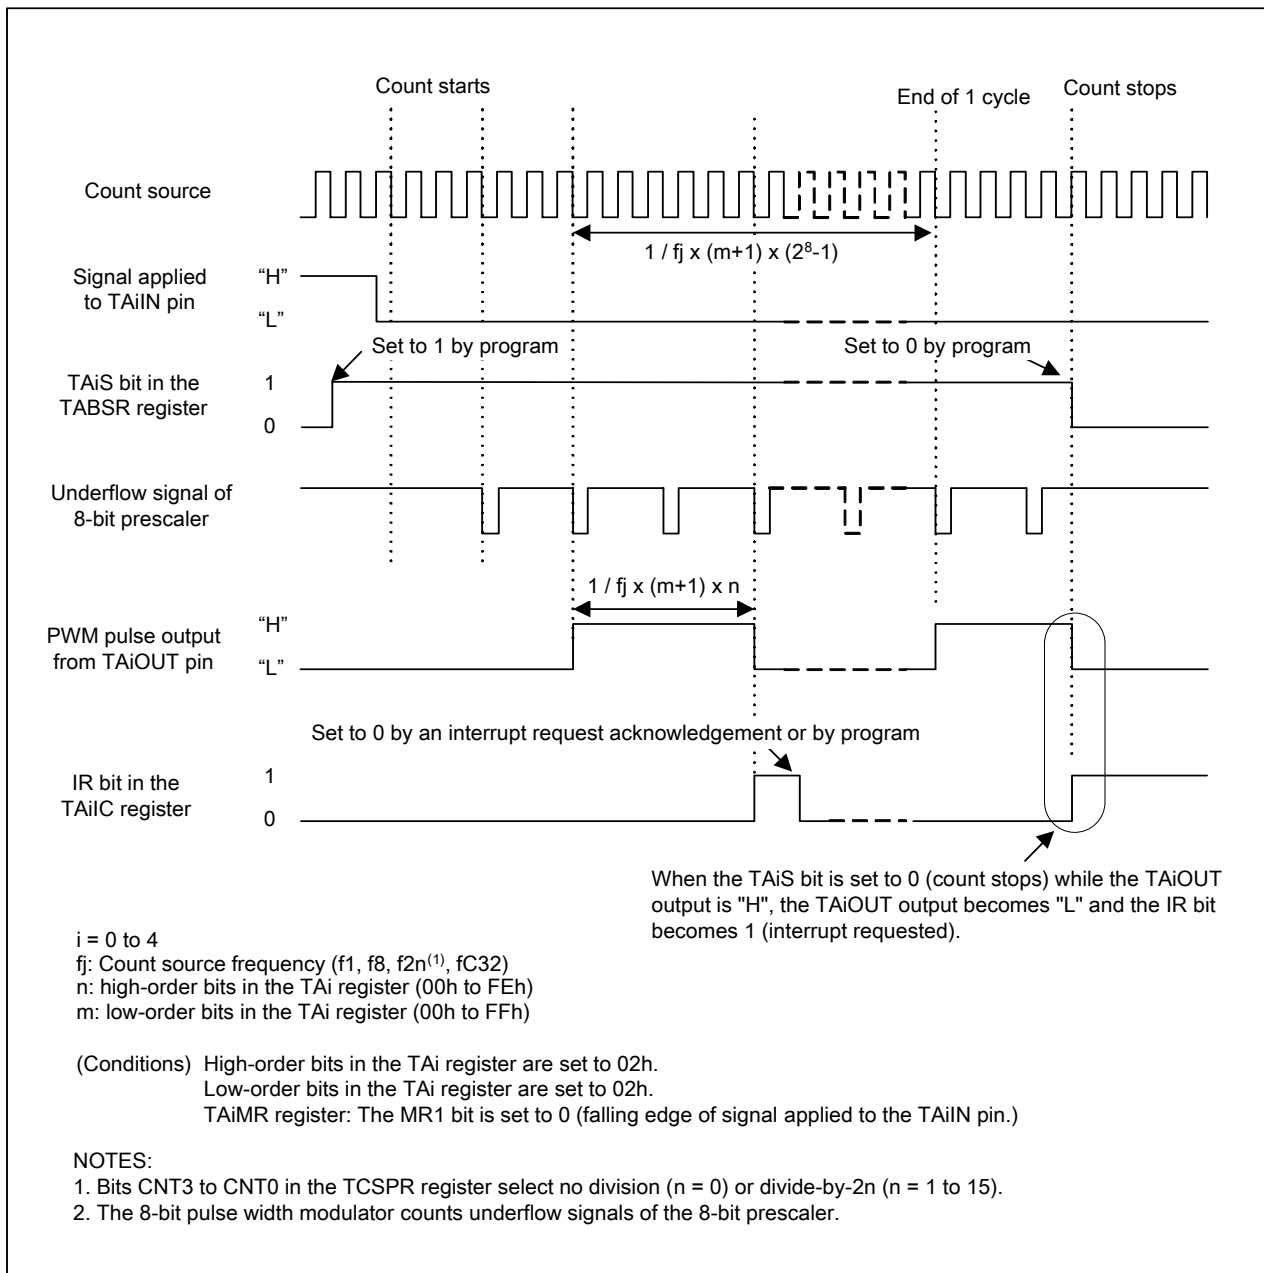 Count starts
End of 1 cycle
Count stops
Count source
1 / fj x (m+1) x (2⁸-1)
Signal applied
to TAiIN pin
“H”
“L”
Set to 1 by program
Set to 0 by program
TAiS bit in the
TABSR register
1
0
Underflow signal of
8-bit prescaler
1 / fj x (m+1) x n
PWM pulse output
from TAiOUT pin
“H”
“L”
Set to 0 by an interrupt request acknowledgement or by program
IR bit in the
TAiIC register
1
0
When the TAiS bit is set to 0 (count stops) while the TAiOUT
output is "H", the TAiOUT output becomes "L" and the IR bit
becomes 1 (interrupt requested).
i = 0 to 4
fj: Count source frequency (f1, f8, f2n⁽¹⁾, fC32)
n: high-order bits in the TAi register (00h to FEh)
m: low-order bits in the TAi register (00h to FFh)
(Conditions) High-order bits in the TAi register are set to 02h.
Low-order bits in the TAi register are set to 02h.
TAiMR register: The MR1 bit is set to 0 (falling edge of signal applied to the TAiIN pin.)
NOTES:
1. Bits CNT3 to CNT0 in the TCSPR register select no division (n = 0) or divide-by-2n (n = 1 to 15).
2. The 8-bit pulse width modulator counts underflow signals of the 8-bit prescaler.